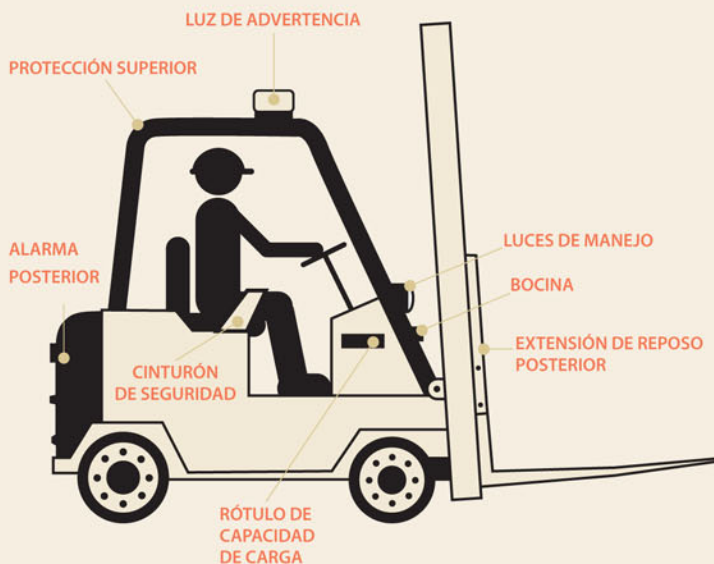 LUZ DE ADVERTENCIA
PROTECCIÓN SUPERIOR
ALARMA
POSTERIOR
LUCES DE MANEJO
BOCINA
EXTENSIÓN DE REPOSO
POSTERIOR
CINTURÓN
DE SEGURIDAD
RÓTULO DE
CAPACIDAD
DE CARGA